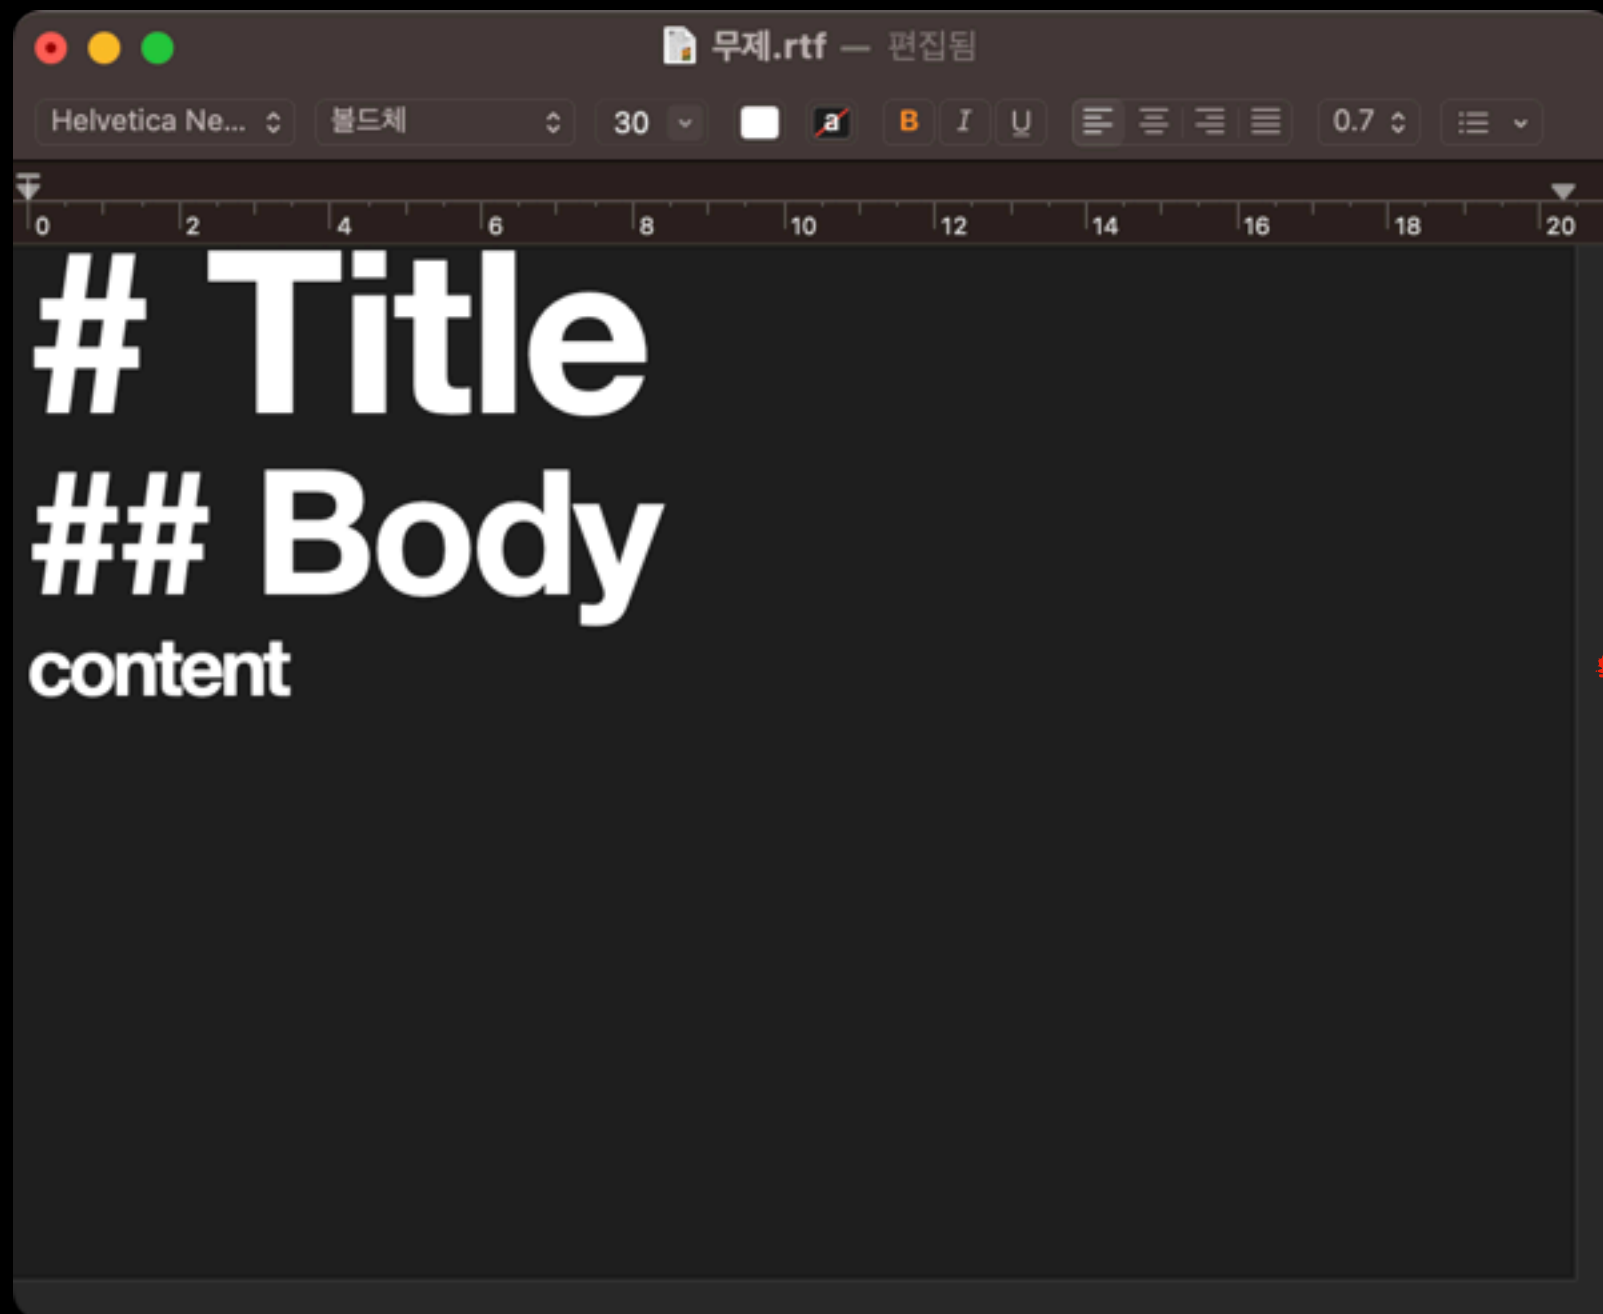 무제.rtf — 편집됨
Helvetica Ne... 볼드체 30 a B I U 0.7
0 2 4 6 8 10 12 14 16 18 20
# Title
## Body
content